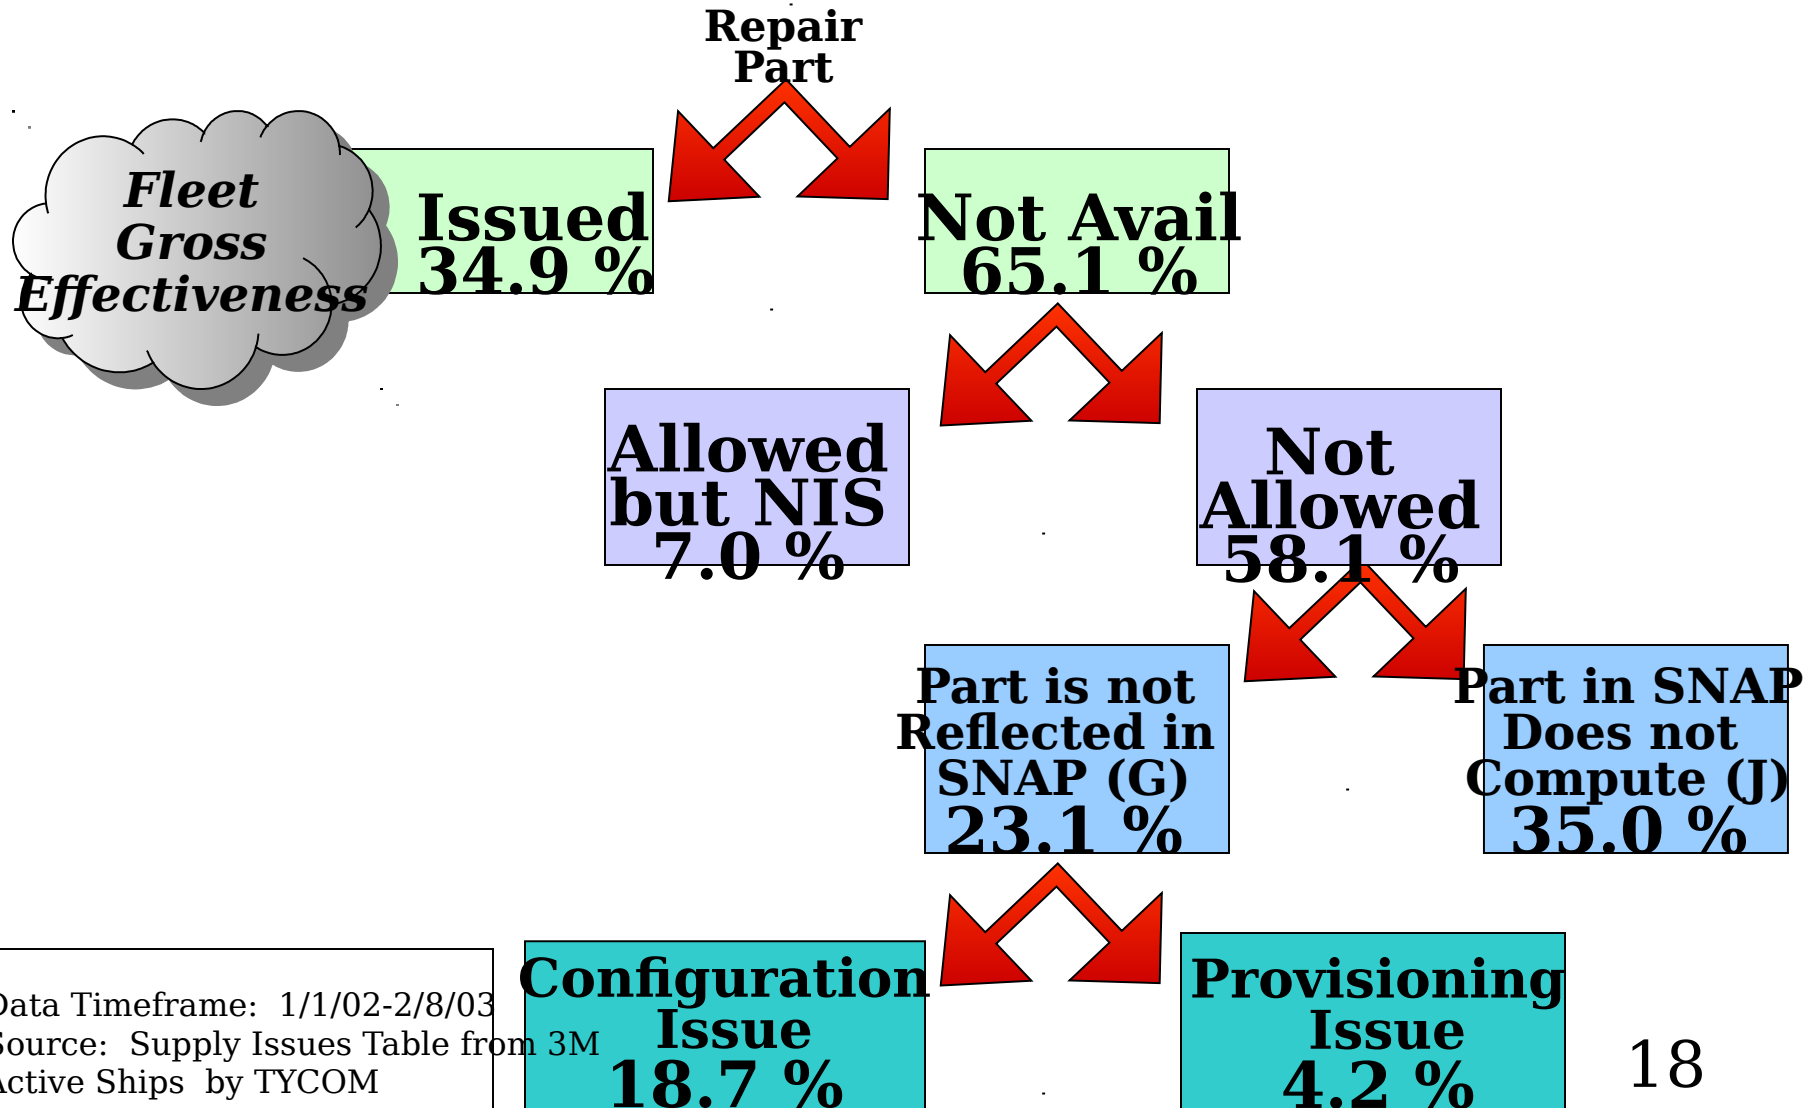 Repair
Part
Fleet
Gross
Effectiveness
Issued
34.9 %
Not Avail
65.1 %
Allowed
but NIS
7.0 %
Not
Allowed
58.1 %
Part is not
Reflected in
SNAP (G)
23.1 %
Part in SNAP
Does not
Compute (J)
35.0 %
Configuration
Issue
18.7 %
Provisioning
Issue
4.2 %
Data Timeframe:  1/1/02-2/8/03
Source:  Supply Issues Table from 3M
Active Ships  by TYCOM
18